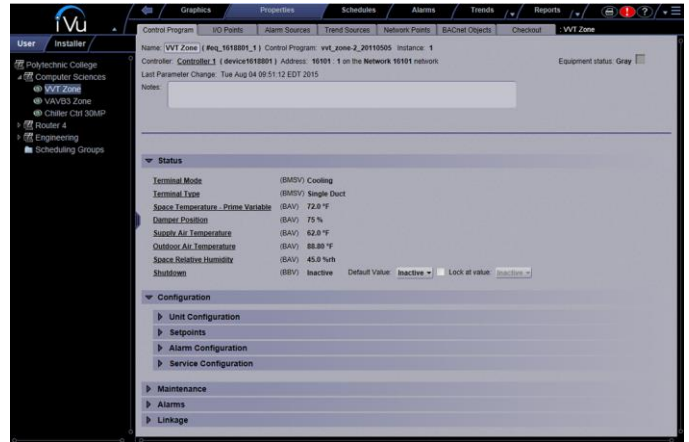 iVu
Graphics Properties Schedules Alarms Trends Reports
User Installer
Control Program I/O Points Alarm Sources Trend Sources Network Points BACnet Objects Checkout : VVT Zone
Polytechnic College
Computer Sciences
VVT Zone
VAVB3 Zone
Chiller Ctrl 30MP
Router 4
Engineering
Scheduling Groups
Name: VVT Zone (#eq_1618801_1) Control Program: vvt_zone-2_20110505 Instance: 1
Controller: Controller 1 (device1618801) Address: 16101 : 1 on the Network 16101 network Equipment status: Gray
Last Parameter Change: Tue Aug 04 09:51:12 EDT 2015
Notes:
Status
Terminal Mode (BMSV) Cooling
Terminal Type (BMSV) Single Duct
Space Temperature - Prime Variable (BAV) 72.0 °F
Damper Position (BAV) 75 %
Supply Air Temperature (BAV) 62.0 °F
Outdoor Air Temperature (BAV) 88.80 °F
Space Relative Humidity (BAV) 45.0 %rh
Shutdown (BBV) Inactive Default Value: Inactive Lock at value: Inactive
Configuration
Unit Configuration
Setpoints
Alarm Configuration
Service Configuration
Maintenance
Alarms
Linkage